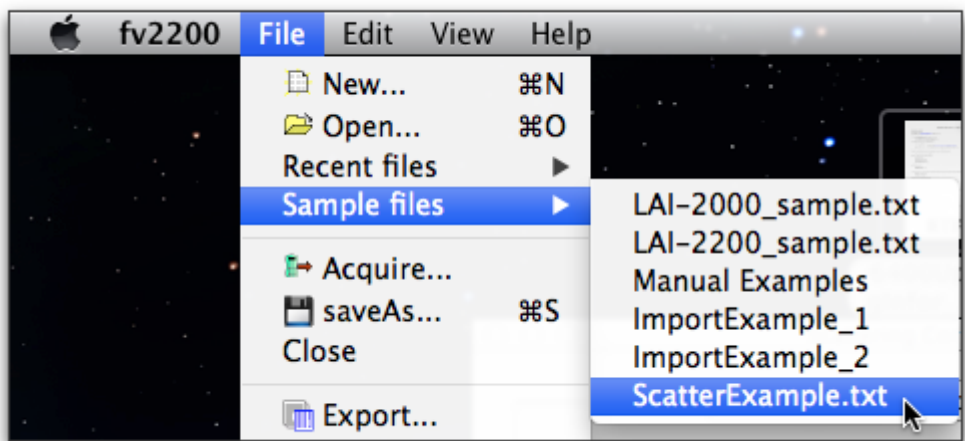 fv2200 File Edit View Help
New... ⌘N
Open... ⌘O
Recent files
Sample files
Acquire...
saveAs... ⌘S
Close
Export...
LAI-2000_sample.txt
LAI-2200_sample.txt
Manual Examples
ImportExample_1
ImportExample_2
ScatterExample.txt